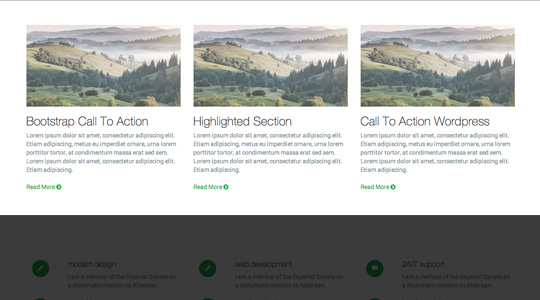 Bootstrap Call To Action
Lorem ipsum dolor sit amet, consectetur adipiscing elit.
Etiam adipiscing, metus eu imperdiet ornare, urna lorem
porttitor tortor, at condimentum massa erat sed sem.
Lorem ipsum dolor sit amet, consectetur adipiscing elit.
Etiam adipiscing.
Read More
Highlighted Section
Lorem ipsum dolor sit amet, consectetur adipiscing elit.
Etiam adipiscing, metus eu imperdiet ornare, urna lorem
porttitor tortor, at condimentum massa erat sed sem.
Lorem ipsum dolor sit amet, consectetur adipiscing elit.
Etiam adipiscing.
Read More
Call To Action Wordpress
Lorem ipsum dolor sit amet, consectetur adipiscing elit.
Etiam adipiscing, metus eu imperdiet ornare, urna lorem
porttitor tortor, at condimentum massa erat sed sem.
Lorem ipsum dolor sit amet, consectetur adipiscing elit.
Etiam adipiscing.
Read More
modern design
I am a member of the Imperial Senate on
a diplomatic mission to Alderaan.
web development
I am a member of the Imperial Senate on
a diplomatic mission to Alderaan.
24/7 support
I am a member of the Imperial Senate on
a diplomatic mission to Alderaan.